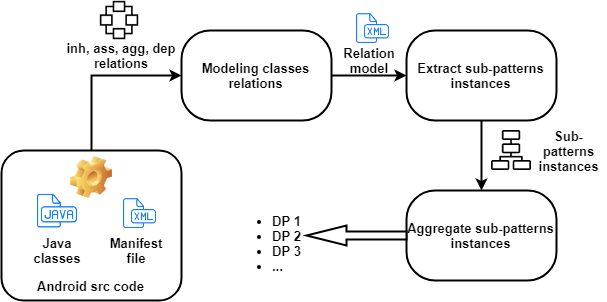 inh, ass, agg, dep
relations
Modeling classes
relations
XML
Relation
model
Extract sub-patterns
instances
Sub-
patterns
instances
JAVA
Java
classes
XML
Manifest
file
Android src code
• DP 1
• DP 2
• DP 3
• ...
Aggregate sub-patterns
instances